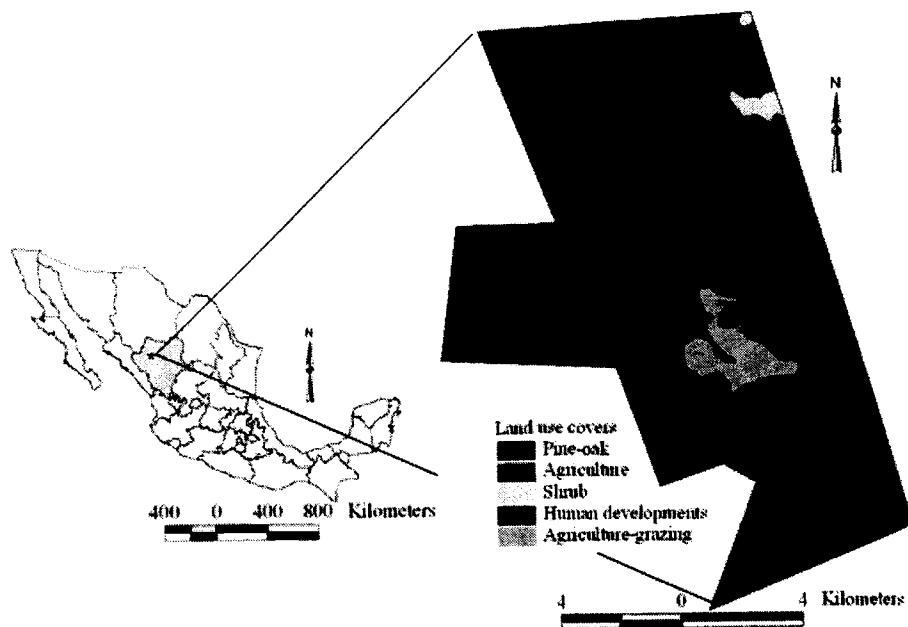 N
N
Land use covers
Pine-oak
Agriculture
Shrub
Human developments
Agriculture-grazing
400 0 400 800 Kilometers
4 0 4 Kilometers